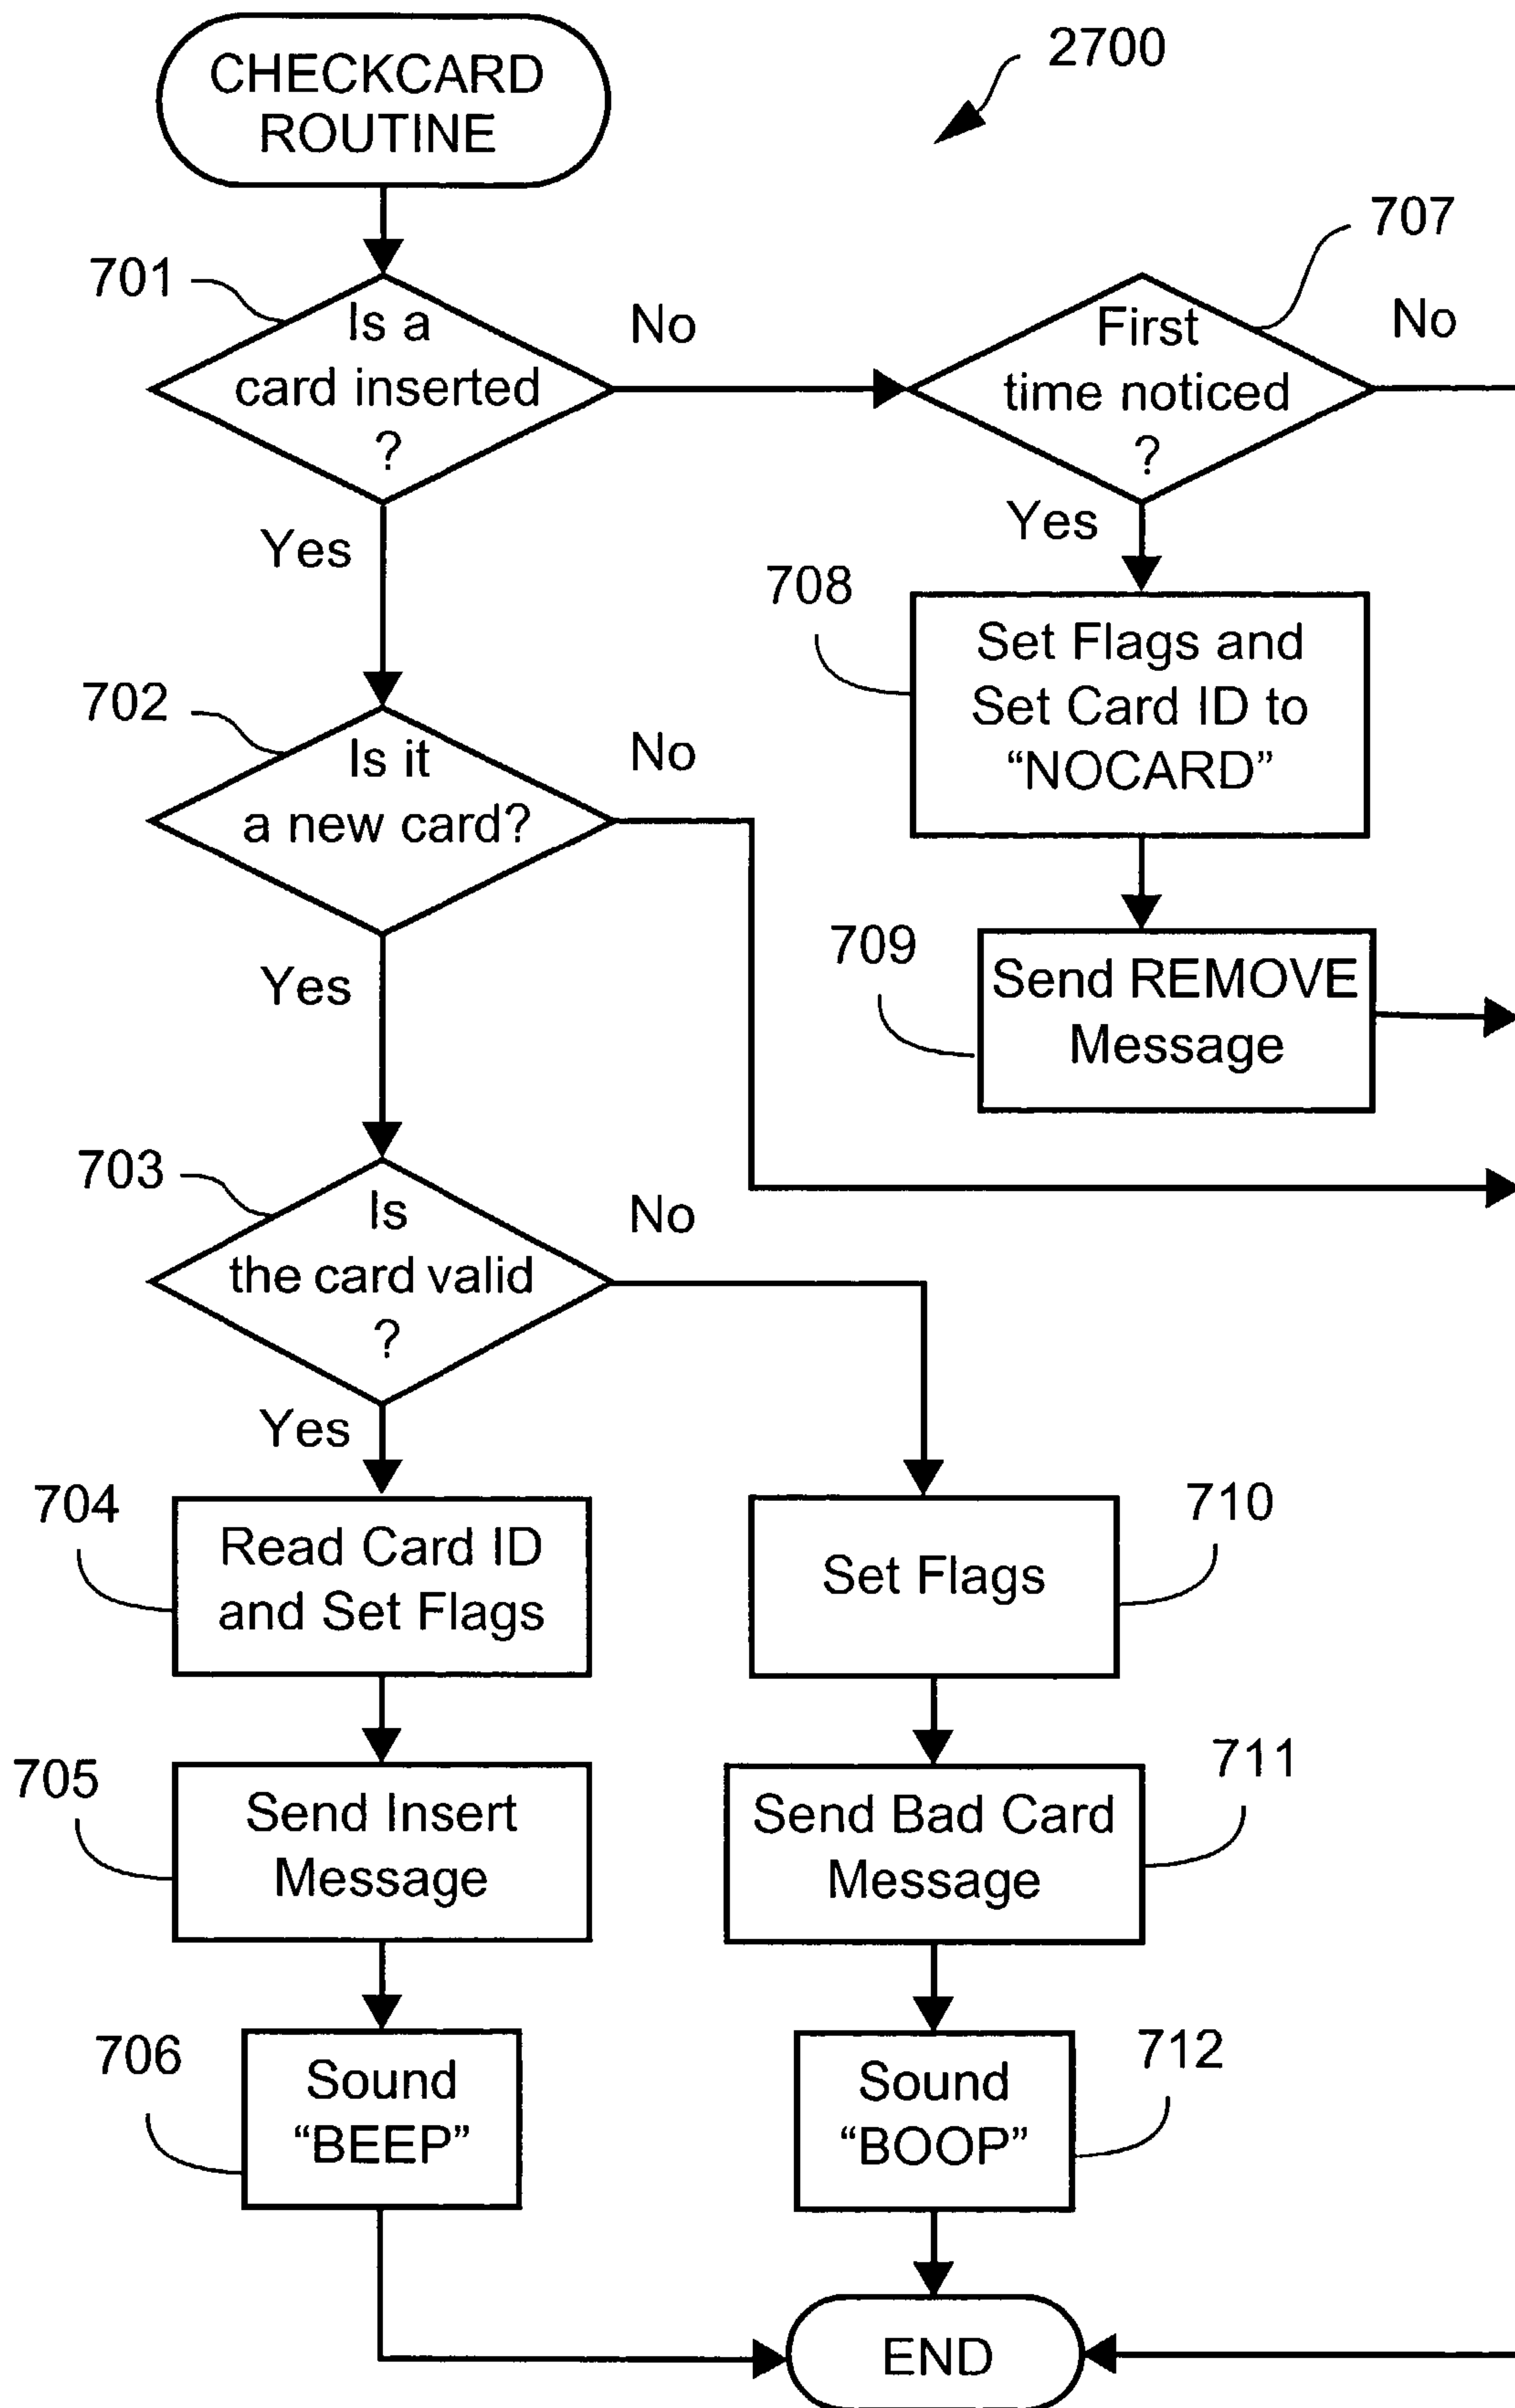 CHECKCARD
ROUTINE
2700
701
Is a
card inserted
?
No
Yes
707
First
time noticed
?
No
Yes
708
Set Flags and
Set Card ID to
“NOCARD”
709
Send REMOVE
Message
702
Is it
a new card?
No
Yes
703
Is
the card valid
?
No
Yes
704
Read Card ID
and Set Flags
705
Send Insert
Message
706
Sound
“BEEP”
710
Set Flags
711
Send Bad Card
Message
712
Sound
“BOOP”
END